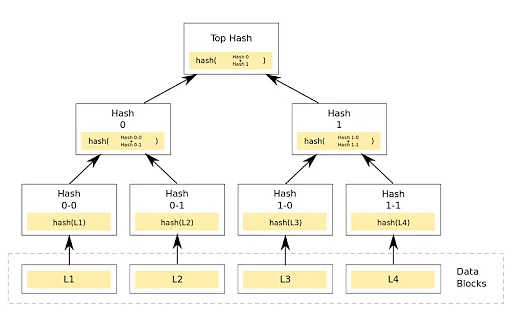 Top Hash
hash( Hash 0 + Hash 1 )
Hash
0
hash( Hash 0-0 + Hash 0-1 )
Hash
1
hash( Hash 1-0 + Hash 1-1 )
Hash
0-0
hash(L1)
Hash
0-1
hash(L2)
Hash
1-0
hash(L3)
Hash
1-1
hash(L4)
L1
L2
L3
L4
Data
Blocks